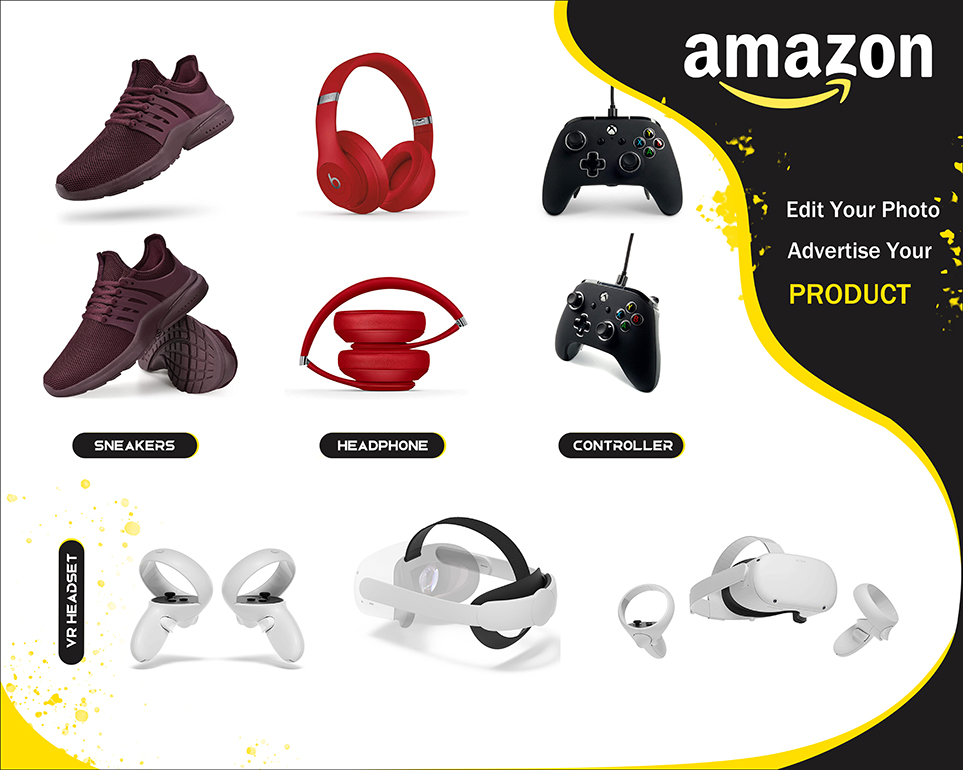 amazon
Edit Your Photo
Advertise Your
PRODUCT
SNEAKERS
HEADPHONE
CONTROLLER
VR HEADSET